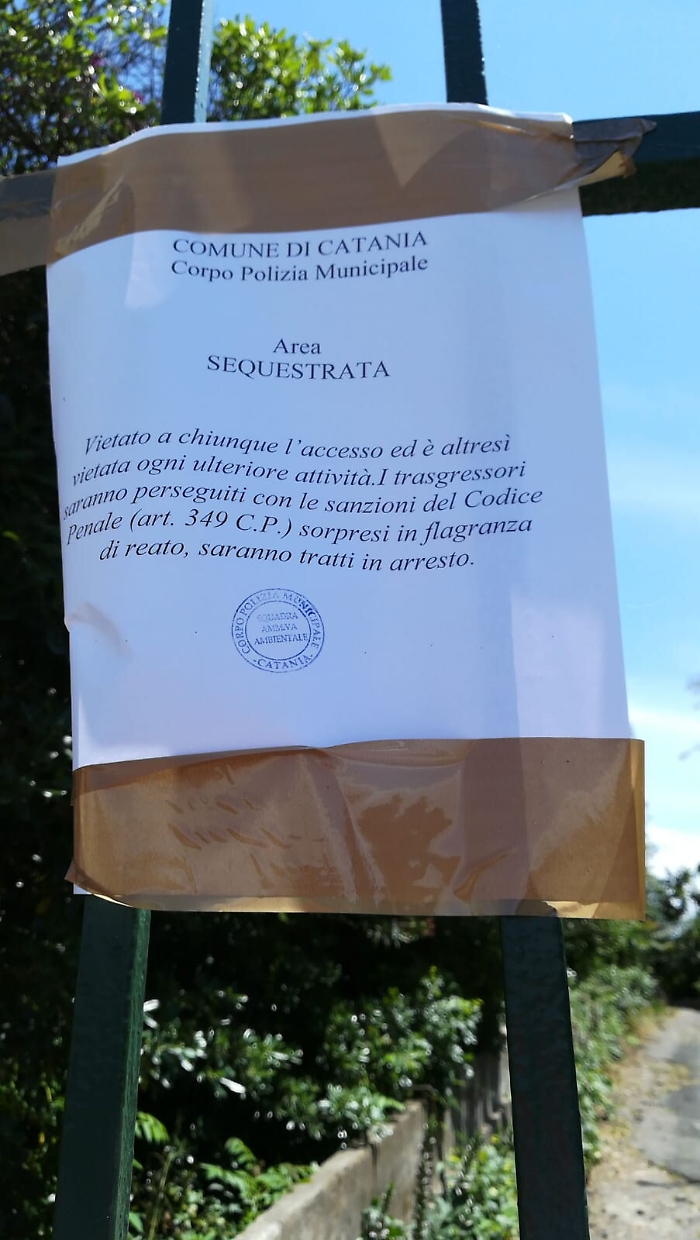 COMUNE DI CATANIA
Corpo Polizia Municipale
Area
SEQUESTRATA
Vietato a chiunque l'accesso ed è altresì
vietata ogni ulteriore attività.I trasgressori
saranno perseguiti con le sanzioni del Codice
Penale (art. 349 C.P.) sorpresi in flagranza
di reato, saranno tratti in arresto.
CORPO POLIZIA MUNICIPALE
SQUADRA
AMM.VA
AMBIENTALE
-CATANIA-